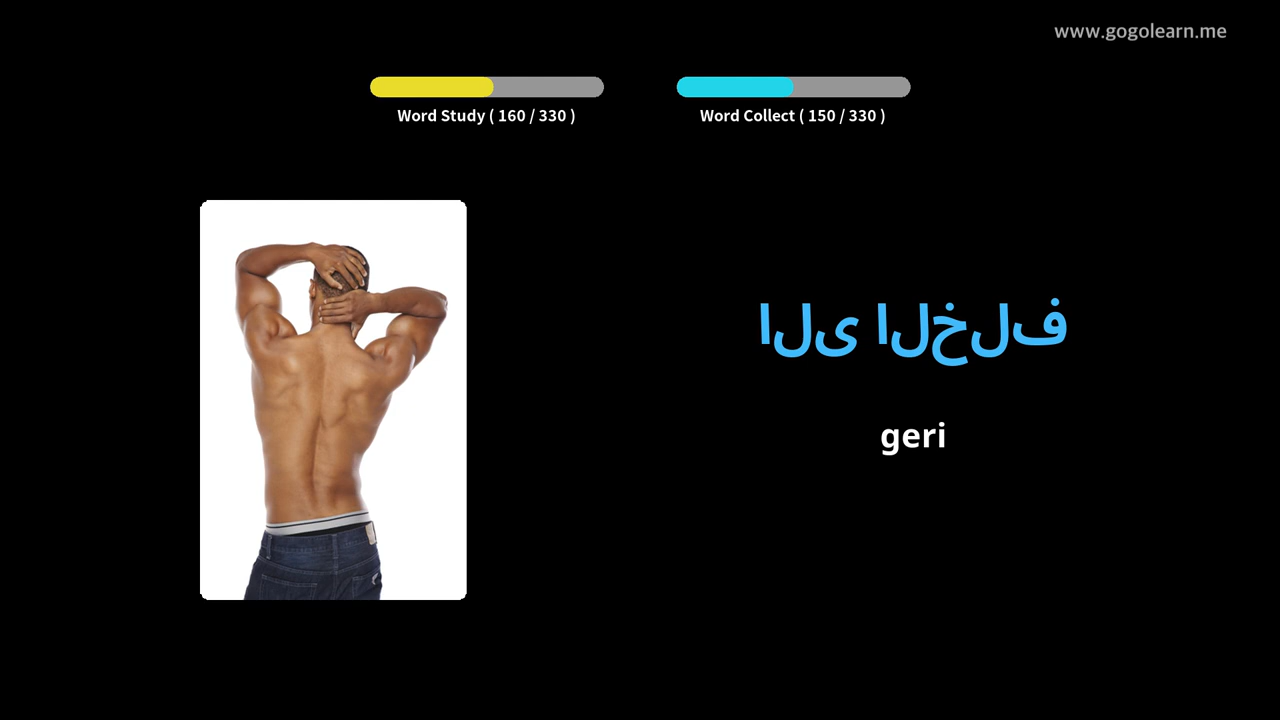 www.gogolearn.me
Word Study ( 160 / 330 )
Word Collect ( 150 / 330 )
الى الخلف
geri